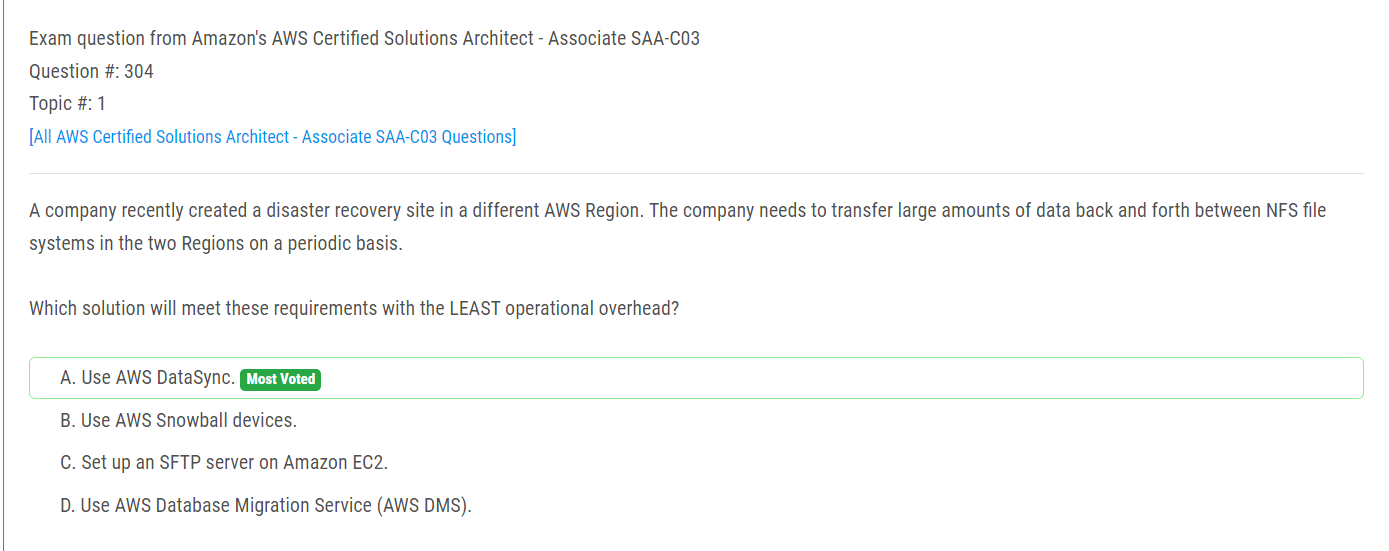 Exam question from Amazon's AWS Certified Solutions Architect - Associate SAA-C03
Question #: 304
Topic #: 1
[All AWS Certified Solutions Architect - Associate SAA-C03 Questions]
A company recently created a disaster recovery site in a different AWS Region. The company needs to transfer large amounts of data back and forth between NFS file
systems in the two Regions on a periodic basis.
Which solution will meet these requirements with the LEAST operational overhead?
A. Use AWS DataSync. Most Voted
B. Use AWS Snowball devices.
C. Set up an SFTP server on Amazon EC2.
D. Use AWS Database Migration Service (AWS DMS).